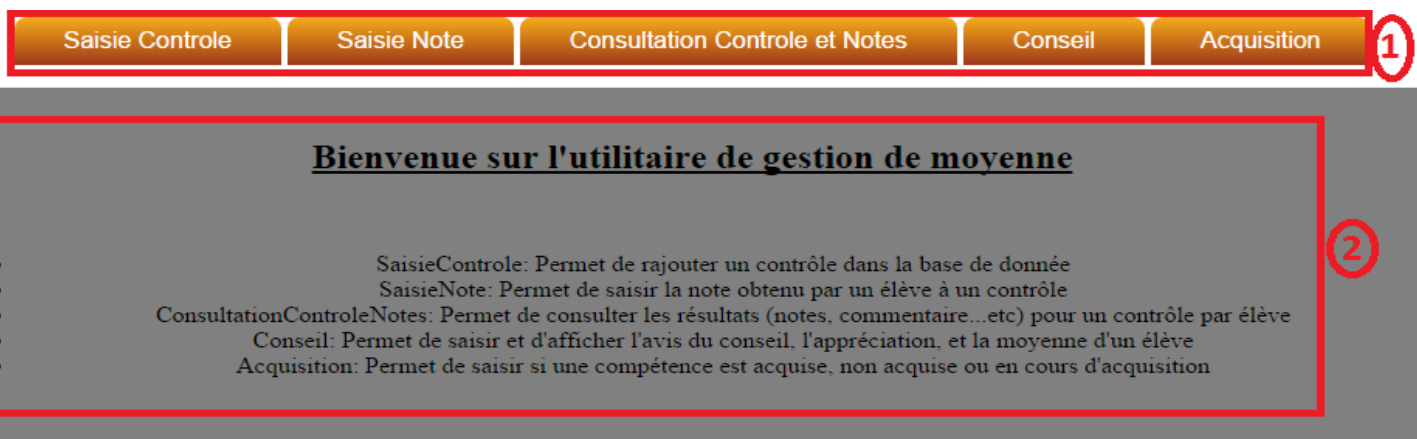 Saisie Controle Saisie Note Consultation Controle et Notes Conseil Acquisition 1
Bienvenue sur l'utilitaire de gestion de moyenne
2
SaisieControle: Permet de rajouter un contrôle dans la base de donnée
SaisieNote: Permet de saisir la note obtenu par un élève à un contrôle
ConsultationControleNotes: Permet de consulter les résultats (notes, commentaire...etc) pour un contrôle par élève
Conseil: Permet de saisir et d'afficher l'avis du conseil, l'appréciation, et la moyenne d'un élève
Acquisition: Permet de saisir si une compétence est acquise, non acquise ou en cours d'acquisition